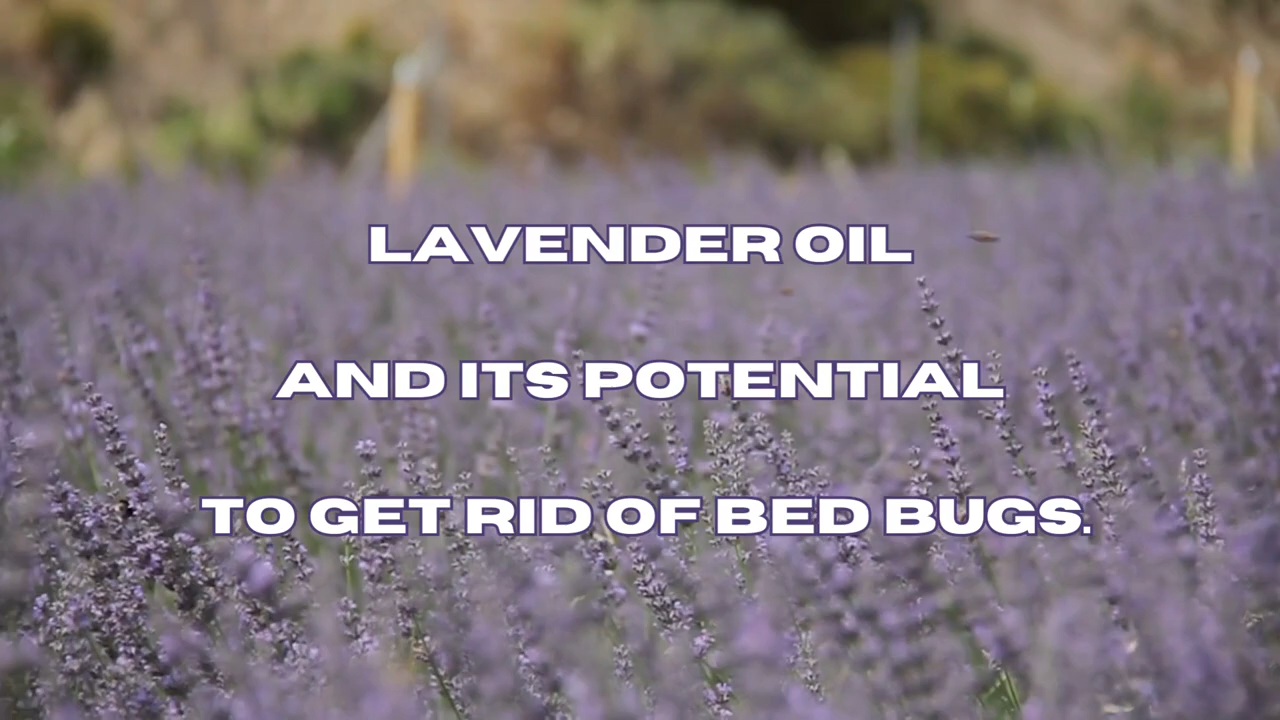 LAVENDER OIL
AND ITS POTENTIAL
TO GET RID OF BED BUGS.